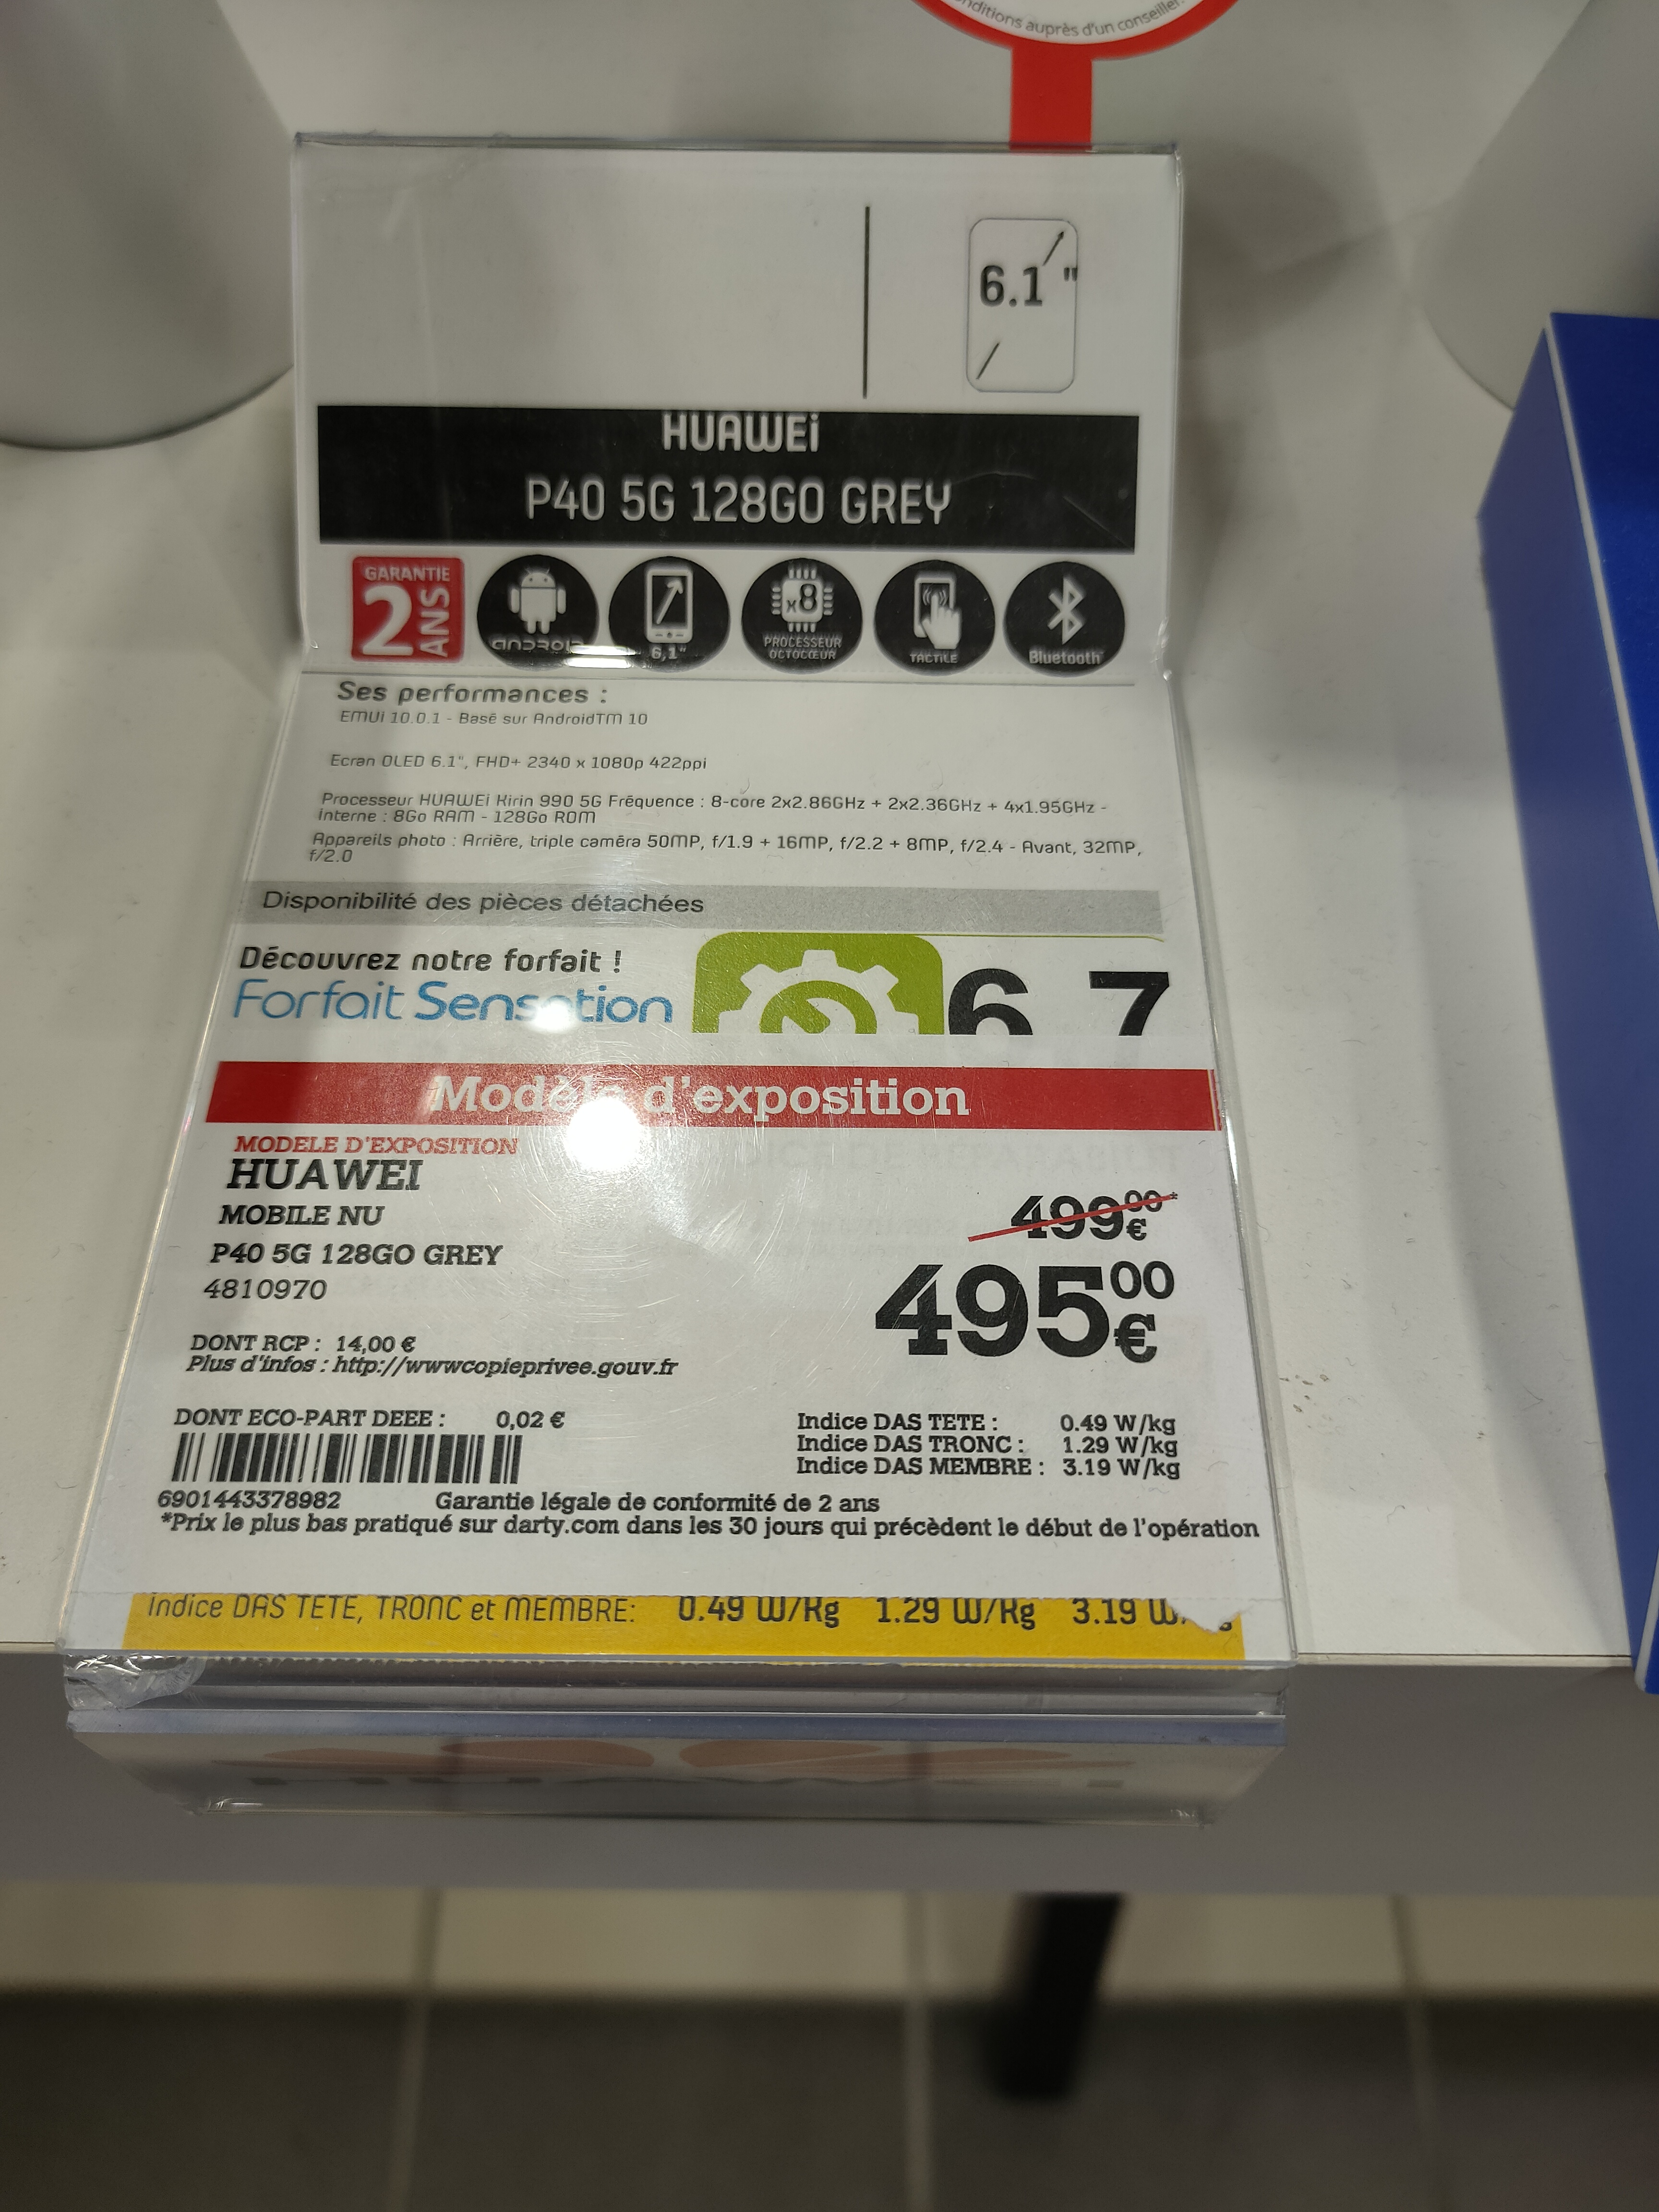 conditions auprès d'un conseiller.
6.1 "
HUAWEi
P40 5G 128GO GREY
GARANTIE
2 ANS
ANDROID
6,1"
x8
PROCESSEUR
OCTOCŒUR
TACTILE
Bluetooth
Ses performances :
EMUI 10.0.1 - Basé sur AndroidTM 10
Ecran OLED 6.1", FHD+ 2340 x 1080p 422ppi
Processeur HUAWEi Kirin 990 5G Fréquence : 8-core 2x2.86GHz + 2x2.36GHz + 4x1.95GHz -
Interne : 8Go RAM - 128Go ROM
Appareils photo : Arrière, triple caméra 50MP, f/1.9 + 16MP, f/2.2 + 8MP, f/2.4 - Avant, 32MP,
f/2.0
Disponibilité des pièces détachées
Découvrez notre forfait !
Forfait Sensation
6 7
Modèle d'exposition
MODELE D'EXPOSITION
HUAWEI
MOBILE NU
P40 5G 128GO GREY
4810970
499€00*
495€00
DONT RCP : 14,00 €
Plus d'infos : http://wwwcopieprivee.gouv.fr
DONT ECO-PART DEEE : 0,02 €
Indice DAS TETE : 0.49 W/kg
Indice DAS TRONC : 1.29 W/kg
Indice DAS MEMBRE : 3.19 W/kg
6901443378982 Garantie légale de conformité de 2 ans
*Prix le plus bas pratiqué sur darty.com dans les 30 jours qui précèdent le début de l'opération
Indice DAS TETE, TRONC et MEMBRE: 0.49 W/Kg 1.29 W/Kg 3.19 W/Kg
HUAWEI